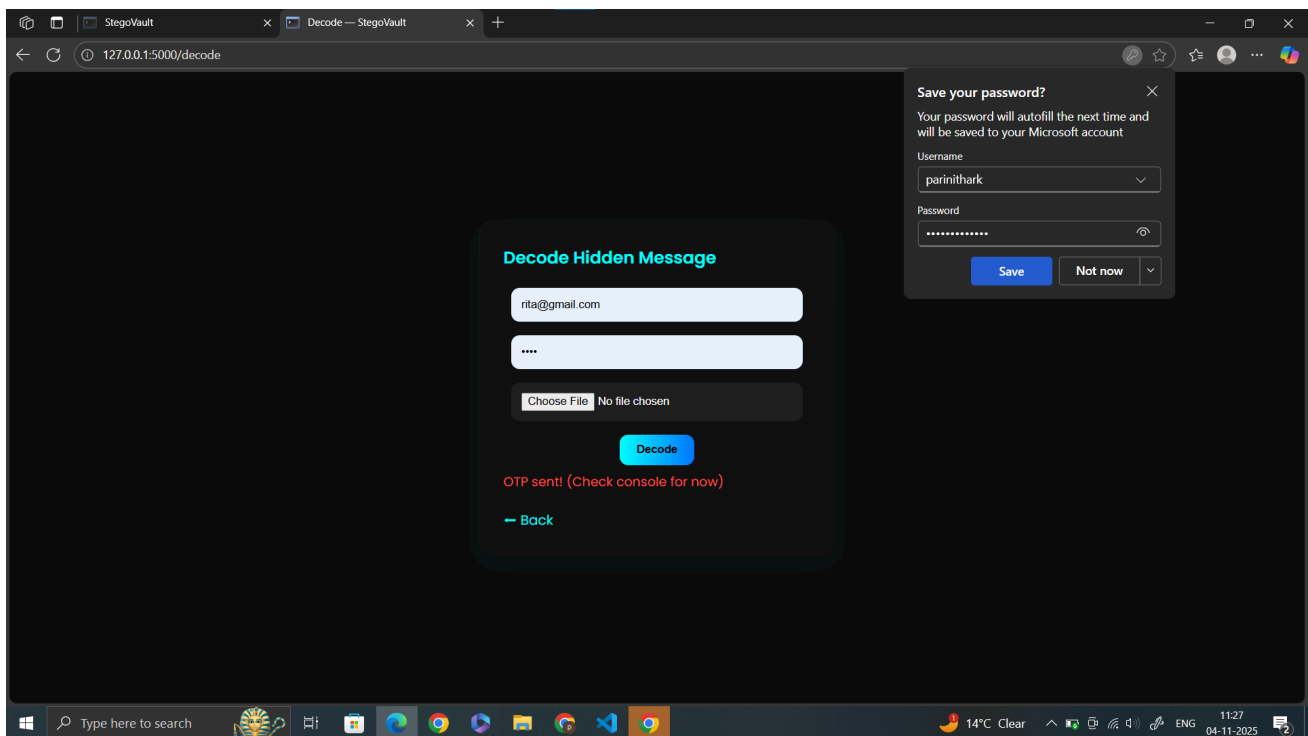 StegoVault
Decode — StegoVault
127.0.0.1:5000/decode
Save your password?
Your password will autofill the next time and
will be saved to your Microsoft account
Username
parinithark
Password
•••••••••••••
Save
Not now
Decode Hidden Message
rita@gmail.com
••••
Choose File No file chosen
Decode
OTP sent! (Check console for now)
← Back
Type here to search
1
14°C Clear
ENG
11:27
04-11-2025
2